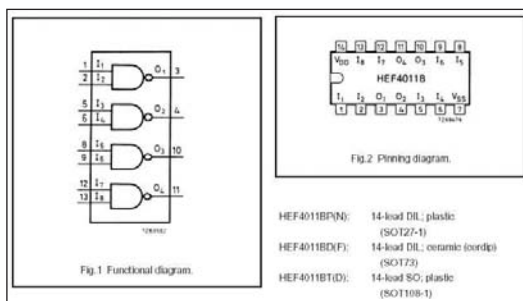 1 I1
2 I2
O1 3
5 I3
6 I4
O2 4
8 I5
9 I6
O3 10
12 I7
13 I8
O4 11
Fig.1 Functional diagram.
14 13 12 11 10 9 8
VDD I8 I7 O4 O3 I6 I5
HEF4011B
I1 I2 O1 O2 I3 I4 VSS
1 2 3 4 5 6 7
Fig.2 Pinning diagram.
HEF4011BP(N): 14-lead DIL; plastic
(SOT27-1)
HEF4011BD(F): 14-lead DIL; ceramic (cerdip)
(SOT73)
HEF4011BT(D): 14-lead SO; plastic
(SOT108-1)